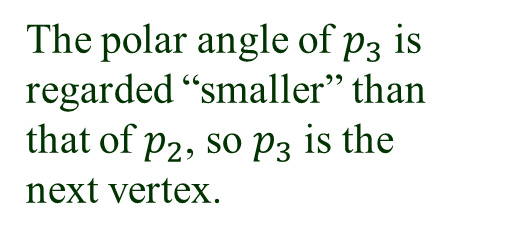 The polar angle of p₃ is
regarded “smaller” than
that of p₂, so p₃ is the
next vertex.